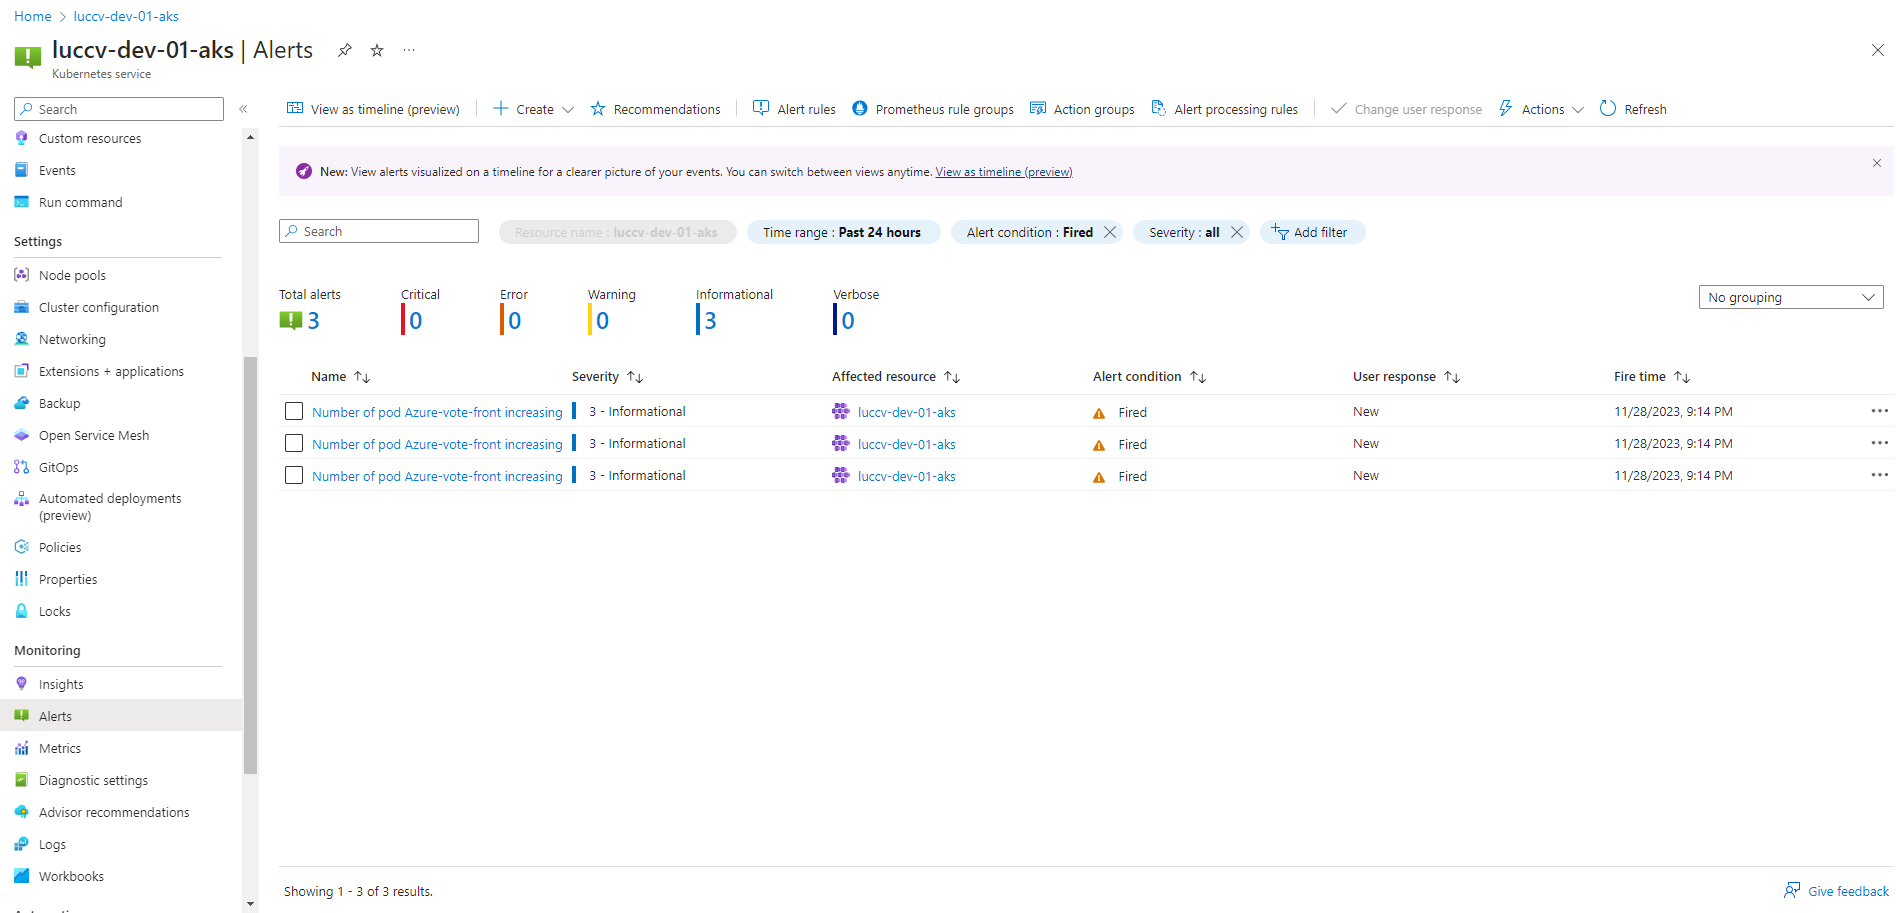 Home > luccv-dev-01-aks
luccv-dev-01-aks | Alerts
Kubernetes service
Search
Custom resources
Events
Run command
Settings
Node pools
Cluster configuration
Networking
Extensions + applications
Backup
Open Service Mesh
GitOps
Automated deployments
(preview)
Policies
Properties
Locks
Monitoring
Insights
Alerts
Metrics
Diagnostic settings
Advisor recommendations
Logs
Workbooks
View as timeline (preview) Create Recommendations Alert rules Prometheus rule groups Action groups Alert processing rules Change user response Actions Refresh
New: View alerts visualized on a timeline for a clearer picture of your events. You can switch between views anytime. View as timeline (preview)
Search Resource name : luccv-dev-01-aks Time range : Past 24 hours Alert condition : Fired Severity : all Add filter
Total alerts Critical Error Warning Informational Verbose
3 0 0 0 3 0
No grouping
Name Severity Affected resource Alert condition User response Fire time
Number of pod Azure-vote-front increasing 3 - Informational luccv-dev-01-aks Fired New 11/28/2023, 9:14 PM
Number of pod Azure-vote-front increasing 3 - Informational luccv-dev-01-aks Fired New 11/28/2023, 9:14 PM
Number of pod Azure-vote-front increasing 3 - Informational luccv-dev-01-aks Fired New 11/28/2023, 9:14 PM
Showing 1 - 3 of 3 results.
Give feedback